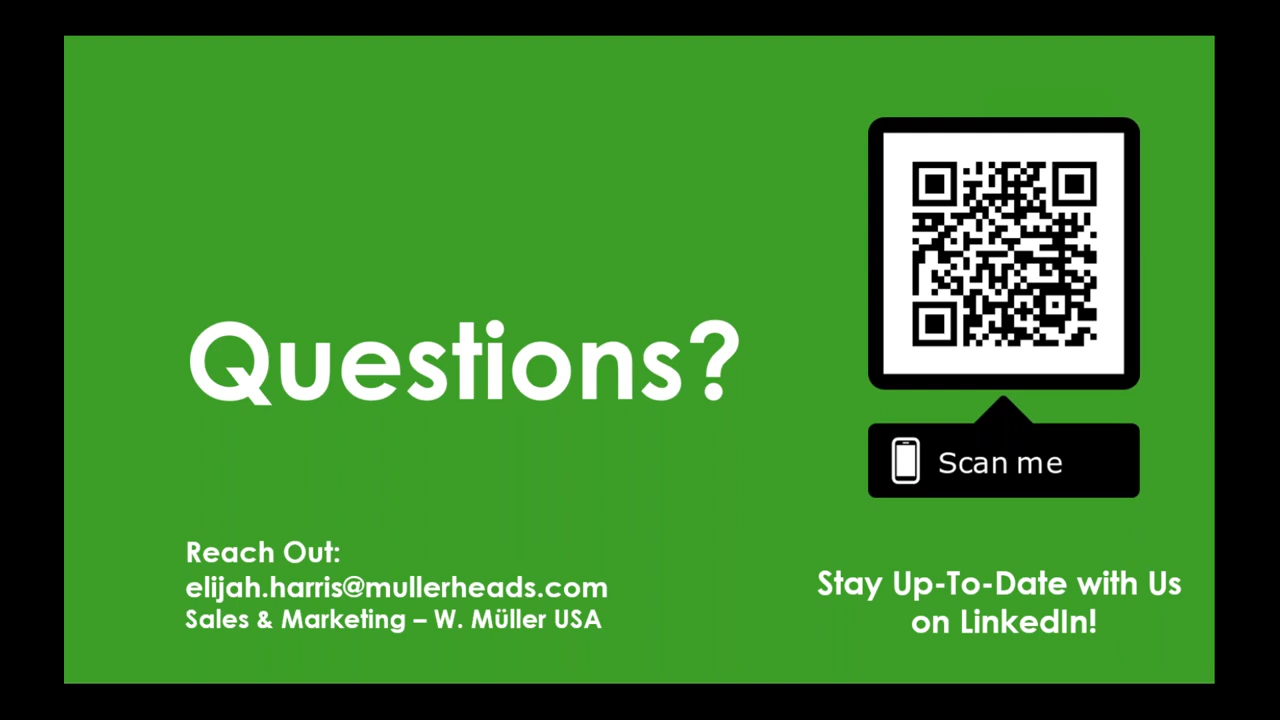 Questions?
Reach Out:
elijah.harris@mullerheads.com
Sales & Marketing – W. Müller USA
Scan me
Stay Up-To-Date with Us
on LinkedIn!